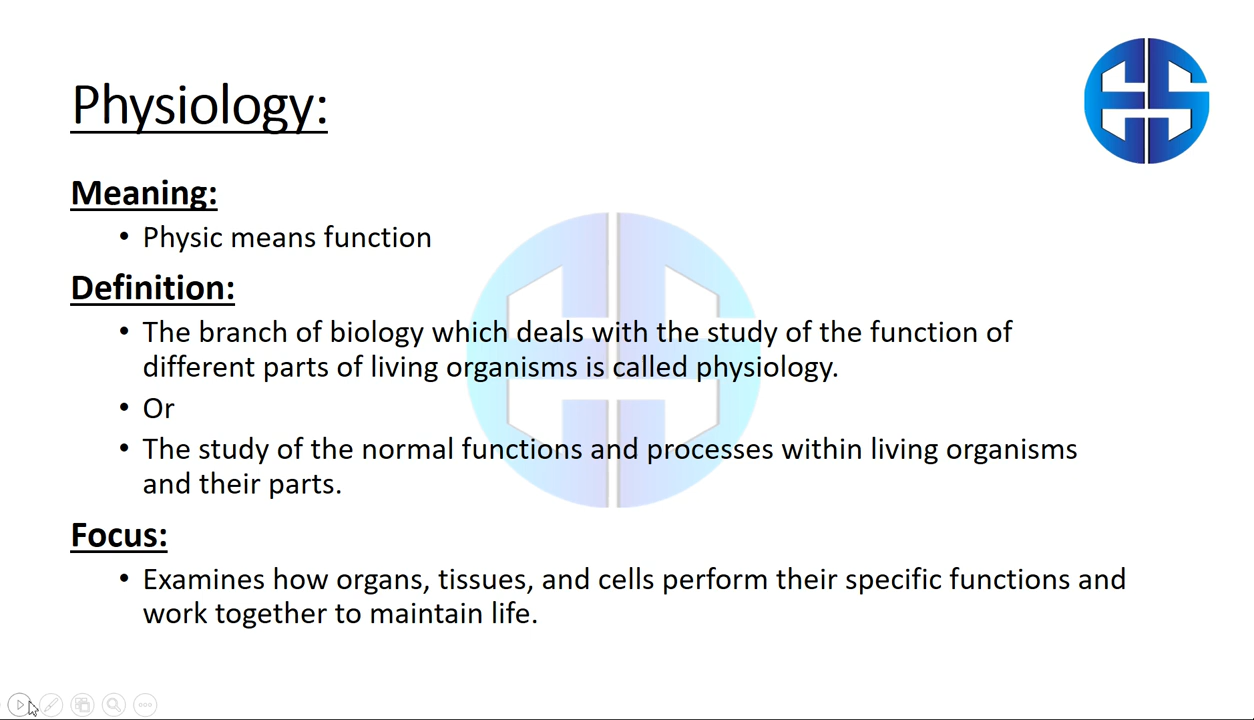 Physiology:
Meaning:
• Physic means function
Definition:
• The branch of biology which deals with the study of the function of
different parts of living organisms is called physiology.
• Or
• The study of the normal functions and processes within living organisms
and their parts.
Focus:
• Examines how organs, tissues, and cells perform their specific functions and
work together to maintain life.